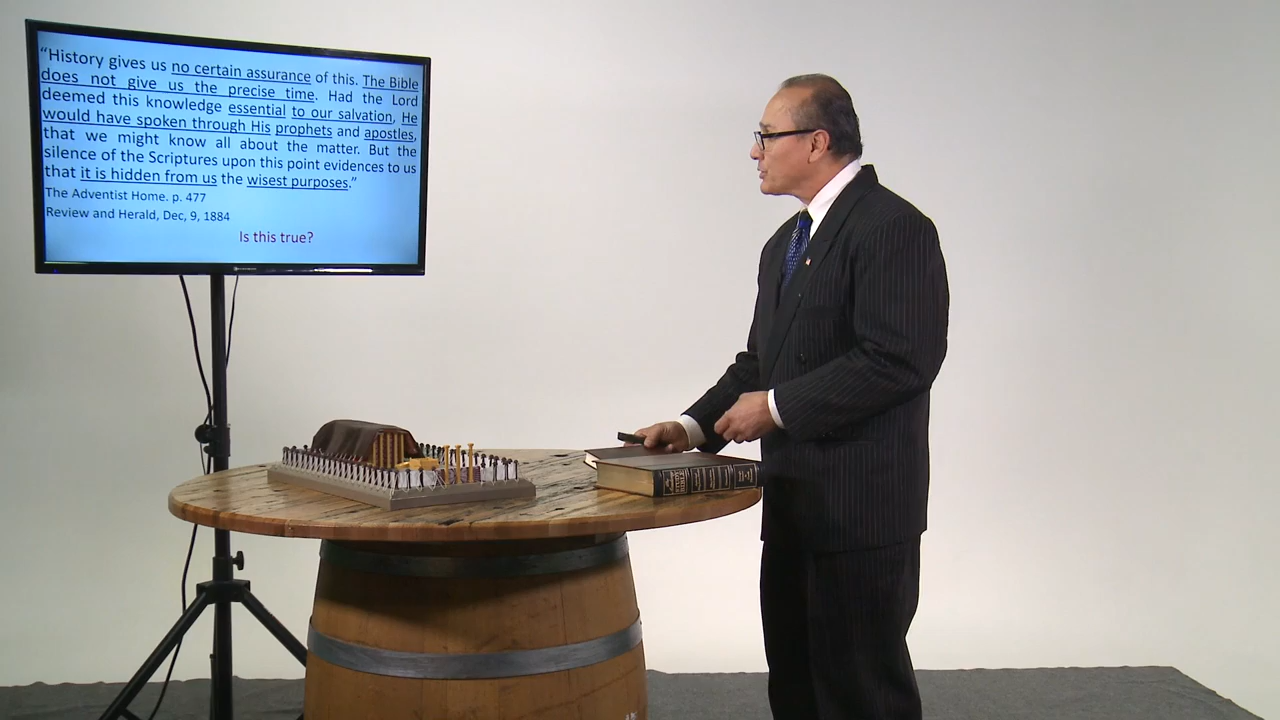 “History gives us no certain assurance of this. The Bible
does not give us the precise time. Had the Lord
deemed this knowledge essential to our salvation, He
would have spoken through His prophets and apostles,
that we might know all about the matter. But the
silence of the Scriptures upon this point evidences to us
that it is hidden from us the wisest purposes.”
The Adventist Home. p. 477
Review and Herald, Dec, 9, 1884
Is this true?
STUDY
BIBLE